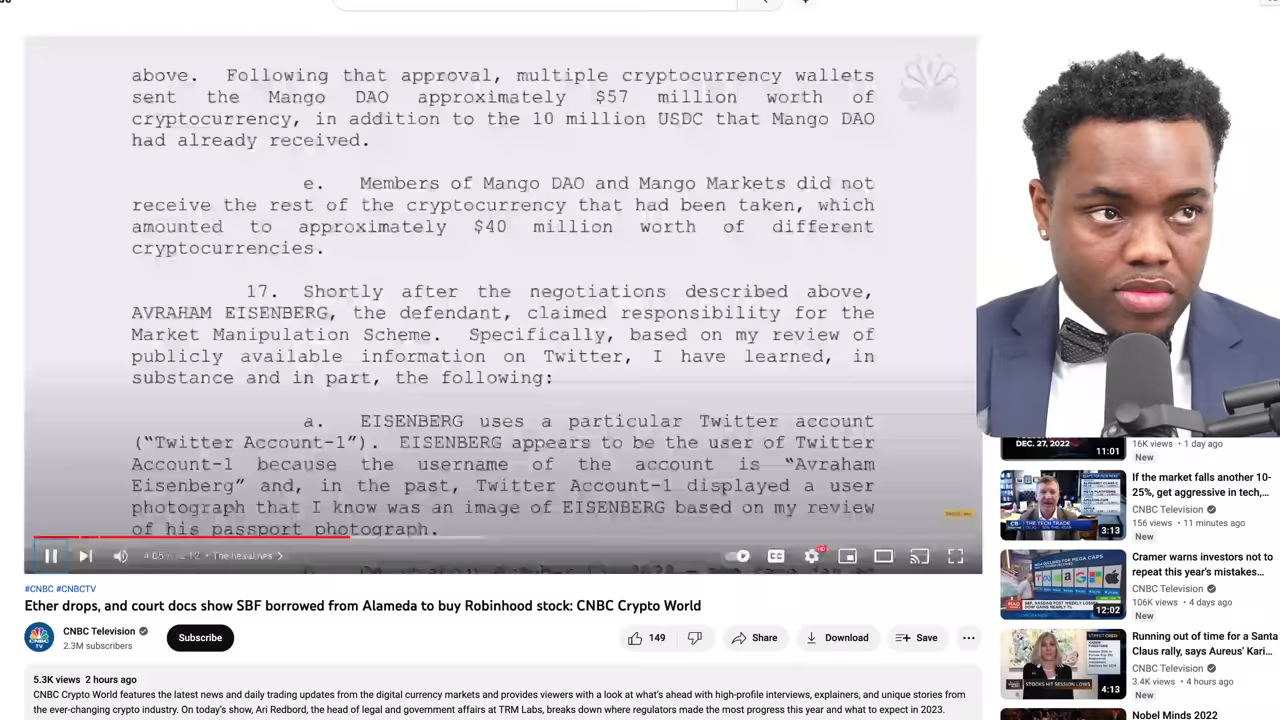 above. Following that approval, multiple cryptocurrency wallets
sent the Mango DAO approximately $57 million worth of
cryptocurrency, in addition to the 10 million USDC that Mango DAO
had already received.
e. Members of Mango DAO and Mango Markets did not
receive the rest of the cryptocurrency that had been taken, which
amounted to approximately $40 million worth of different
cryptocurrencies.
17. Shortly after the negotiations described above,
AVRAHAM EISENBERG, the defendant, claimed responsibility for the
Market Manipulation Scheme. Specifically, based on my review of
publicly available information on Twitter, I have learned, in
substance and in part, the following:
a. EISENBERG uses a particular Twitter account
("Twitter Account-1"). EISENBERG appears to be the user of Twitter
Account-1 because the username of the account is "Avraham
Eisenberg" and, in the past, Twitter Account-1 displayed a user
photograph that I know is an image of EISENBERG based on my review
of his passport photograph.
The headlines
CC
HD
#CNBC #CNBCTV
Ether drops, and court docs show SBF borrowed from Alameda to buy Robinhood stock: CNBC Crypto World
CNBC Television
2.3M subscribers
Subscribe
149
Share
Download
Save
5.3K views 2 hours ago
CNBC Crypto World features the latest news and daily trading updates from the digital currency markets and provides viewers with a look at what's ahead with high-profile interviews, explainers, and unique stories from
the ever-changing crypto industry. On today's show, Ari Redbord, the head of legal and government affairs at TRM Labs, breaks down where regulators made the most progress this year and what to expect in 2023.
DEC. 27, 2022
11:01
16K views • 1 day ago
New
THE TECH TRADE
3:13
If the market falls another 10-
25%, get aggressive in tech,...
CNBC Television
156 views • 11 minutes ago
New
12:02
Cramer warns investors not to
repeat this year's mistakes...
CNBC Television
106K views • 4 days ago
New
STOCKS HIT SESSION LOWS
4:13
Running out of time for a Santa
Claus rally, says Aureus' Kari...
CNBC Television
3.4K views • 4 hours ago
New
Nobel Minds 2022